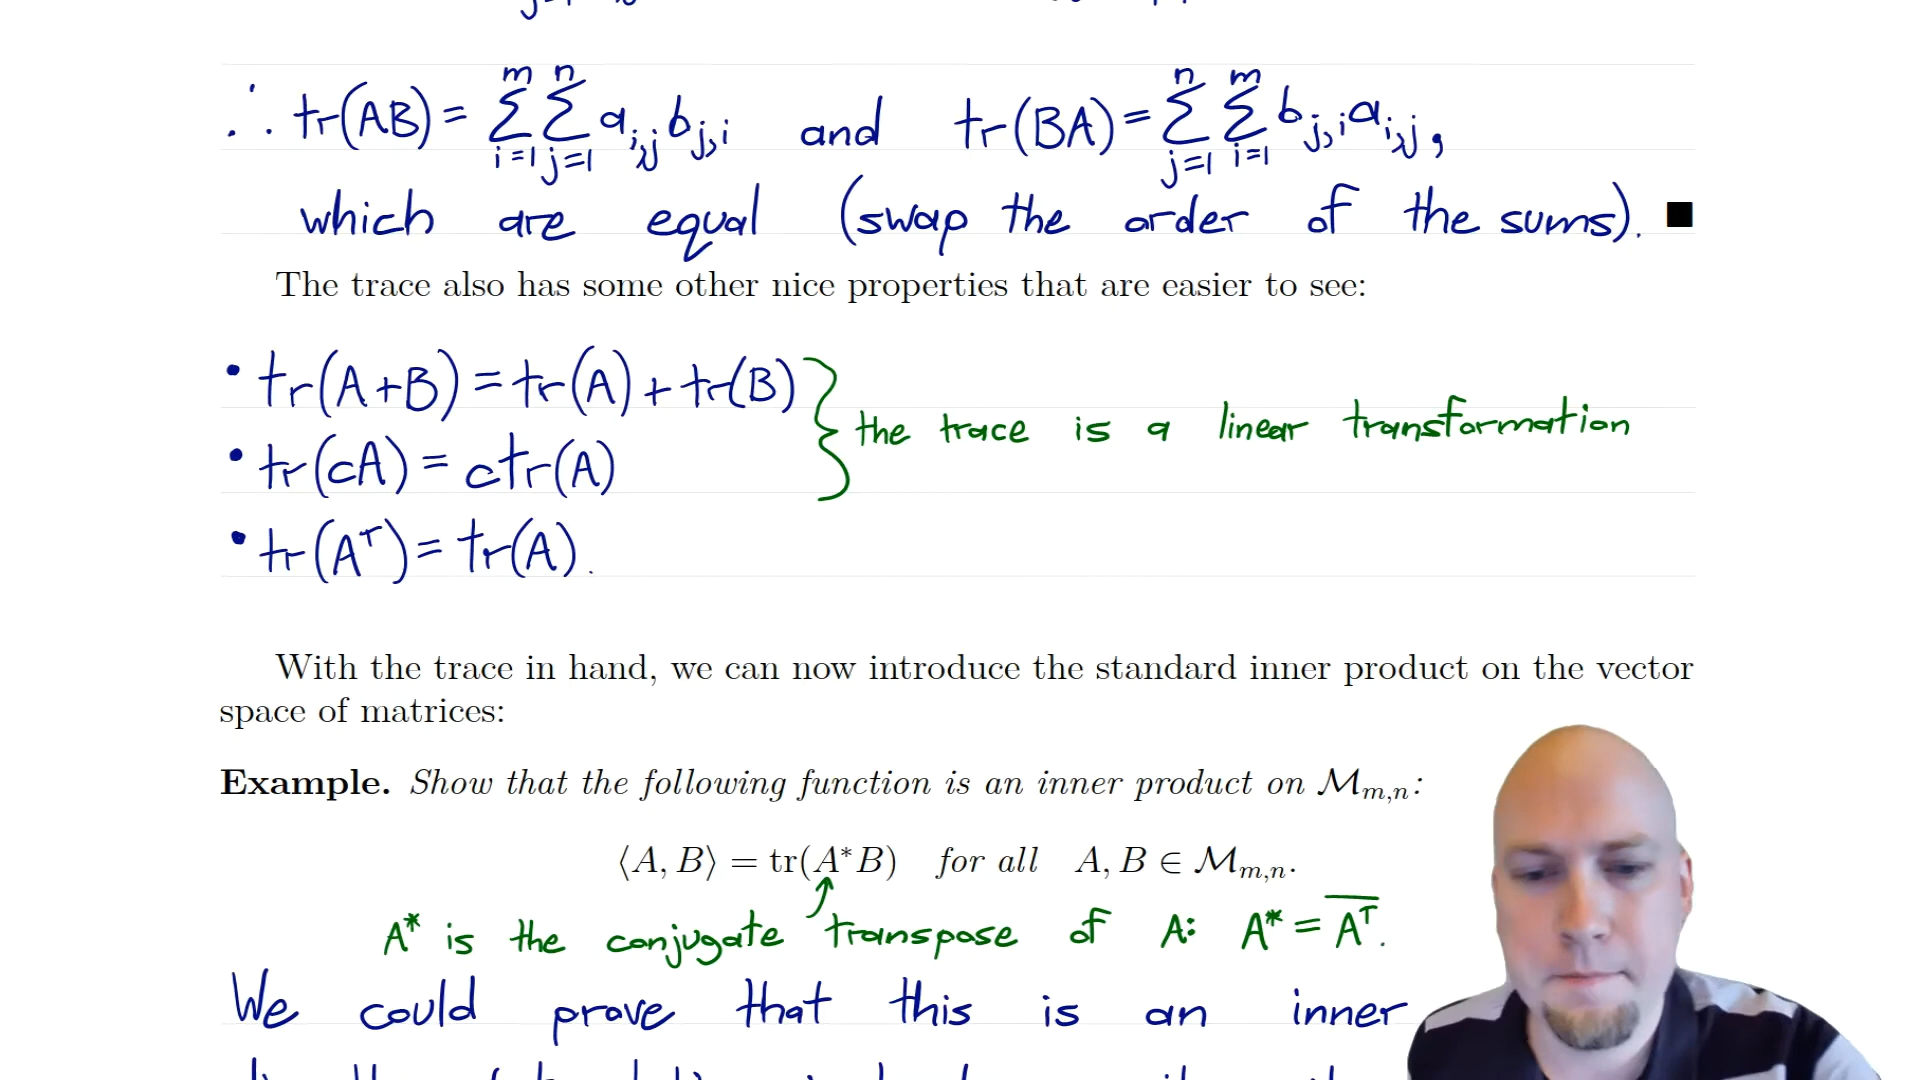 ∴ tr(AB) = ∑_{i=1}^{m} ∑_{j=1}^{n} a_{i,j} b_{j,i} and tr(BA) = ∑_{j=1}^{n} ∑_{i=1}^{m} b_{j,i} a_{i,j},
which are equal (swap the order of the sums). ■
The trace also has some other nice properties that are easier to see:
• tr(A+B) = tr(A) + tr(B)
the trace is a linear transformation
• tr(cA) = ctr(A)
• tr(Aᵀ) = tr(A).
With the trace in hand, we can now introduce the standard inner product on the vector
space of matrices:
Example. Show that the following function is an inner product on ℳ_{m,n}:
⟨A, B⟩ = tr(A*B) for all A, B ∈ ℳ_{m,n}.
A* is the conjugate transpose of A: A* = \overline{Aᵀ}.
We could prove that this is an inner